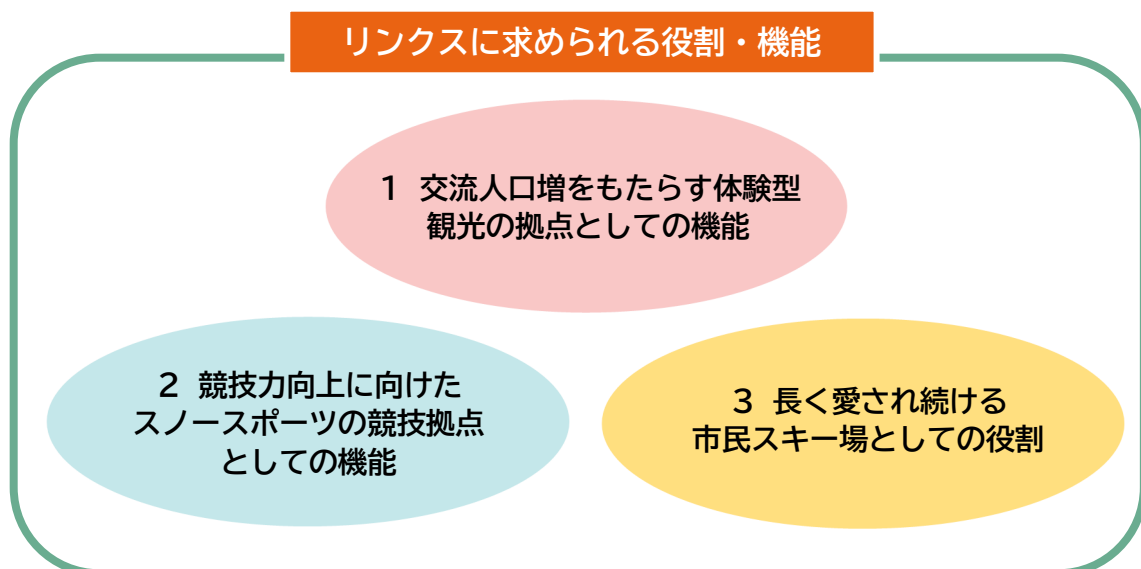 リンクスに求められる役割・機能
1 交流人口増をもたらす体験型
観光の拠点としての機能
2 競技力向上に向けた
スノースポーツの競技拠点
としての機能
3 長く愛され続ける
市民スキー場としての役割